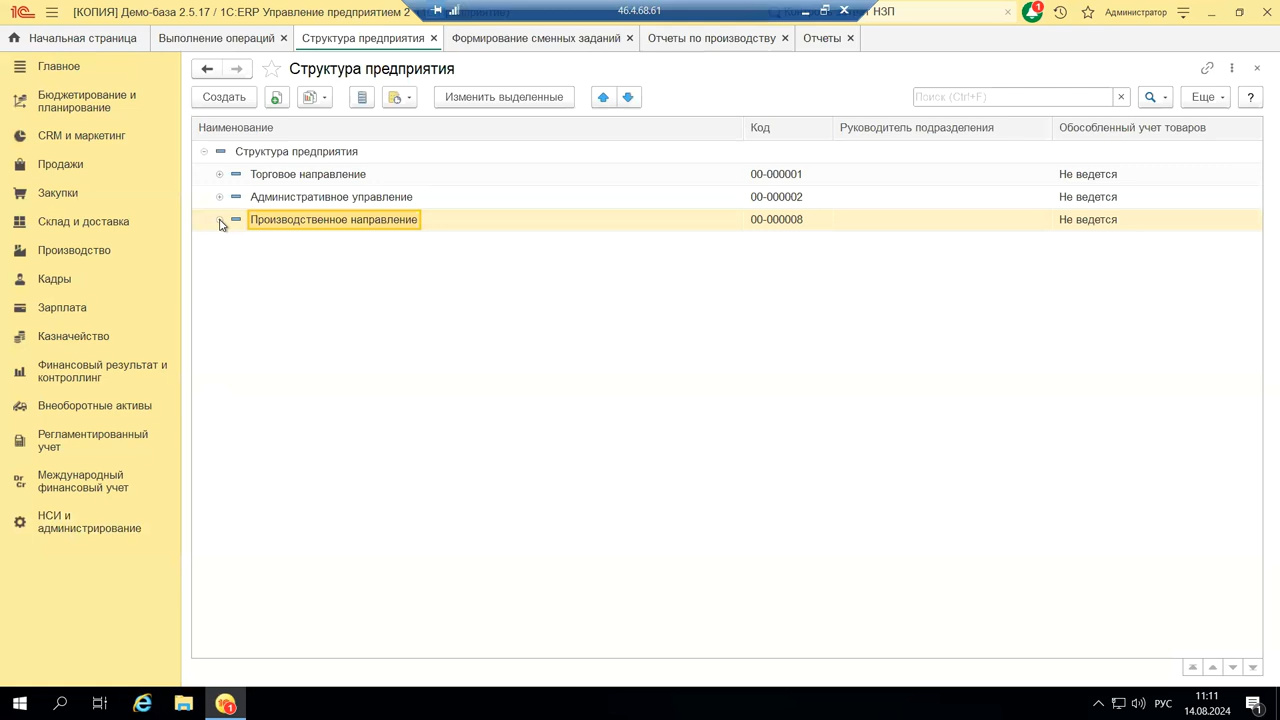 [КОПИЯ] Демо-база 2.5.17 / 1С:ERP Управление предприятием 2
46.4.68.61
НЗП
1
Администратор
Начальная страница
Выполнение операций
Структура предприятия
Формирование сменных заданий
Отчеты по производству
Отчеты
Главное
Бюджетирование и
планирование
CRM и маркетинг
Продажи
Закупки
Склад и доставка
Производство
Кадры
Зарплата
Казначейство
Финансовый результат и
контроллинг
Внеоборотные активы
Регламентированный
учет
Международный
финансовый учет
НСИ и
администрирование
Структура предприятия
Создать
Изменить выделенные
Поиск (Ctrl+F)
Еще
?
Наименование Код Руководитель подразделения Обособленный учет товаров
Структура предприятия
Торговое направление 00-000001 Не ведется
Административное управление 00-000002 Не ведется
Производственное направление 00-000008 Не ведется
РУС
11:11
14.08.2024
1